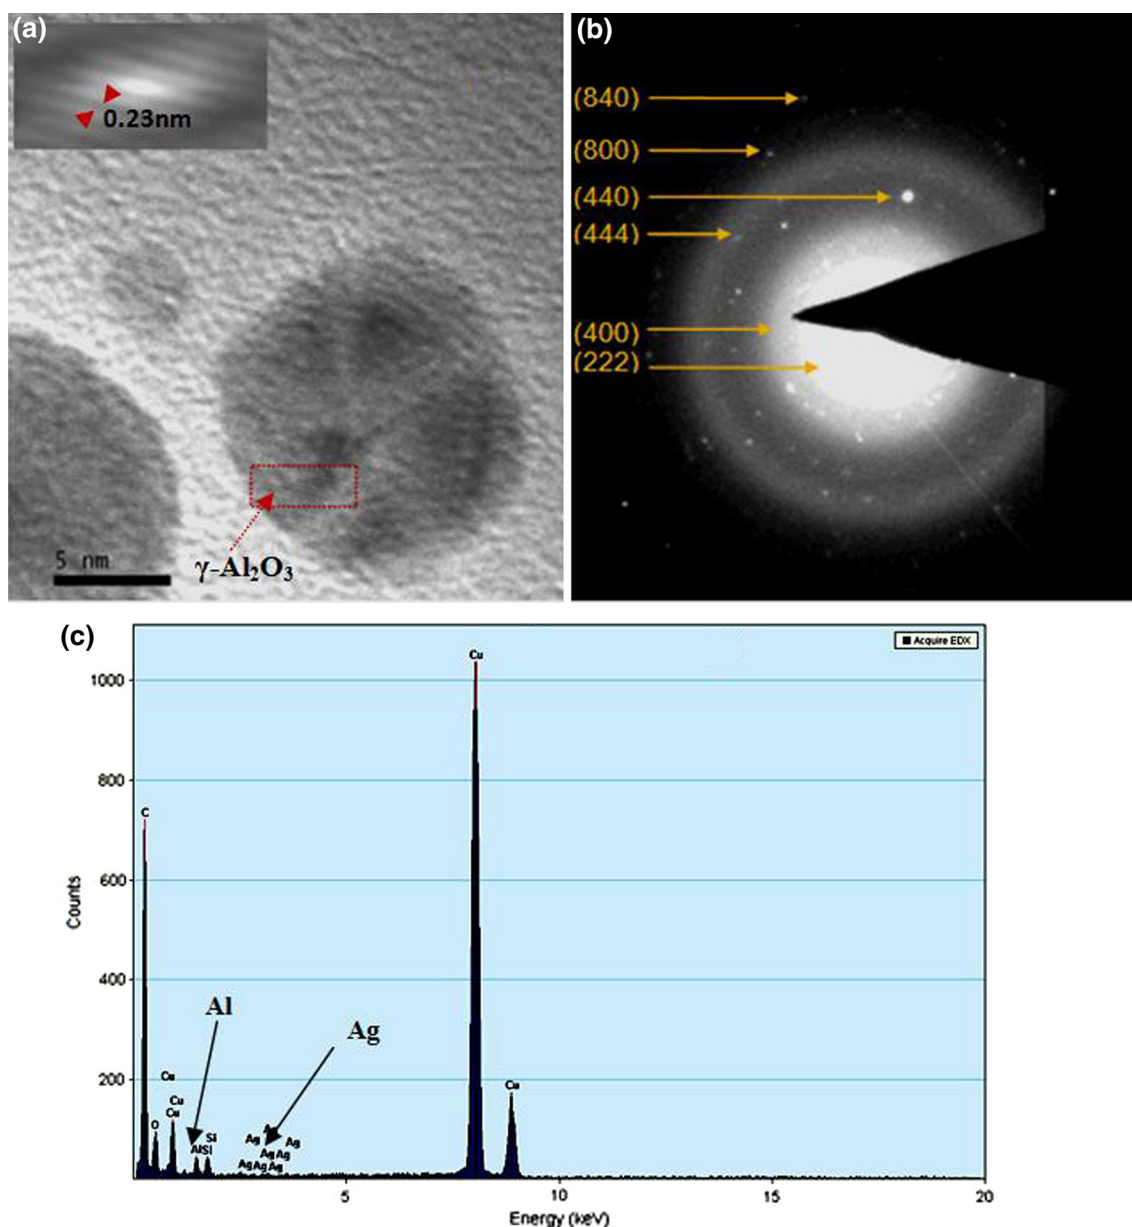 (a)
0.23nm
γ-Al₂O₃
5 nm
(b)
(840)
(800)
(440)
(444)
(400)
(222)
(c)
Acquire EDX
Counts
1000
800
600
400
200
Cu
C
Al
Ag
Cu
Cu
Cu
O
Al
Si
Si
Ag
Ag
Ag
Ag
Ag
Ag
Ag
Cu
5
10
15
20
Energy (keV)